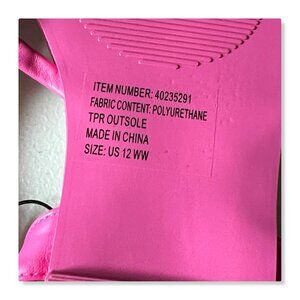 ITEM NUMBER: 40235291
FABRIC CONTENT: POLYURETHANE
TPR OUTSOLE
MADE IN CHINA
SIZE: US 12 WW